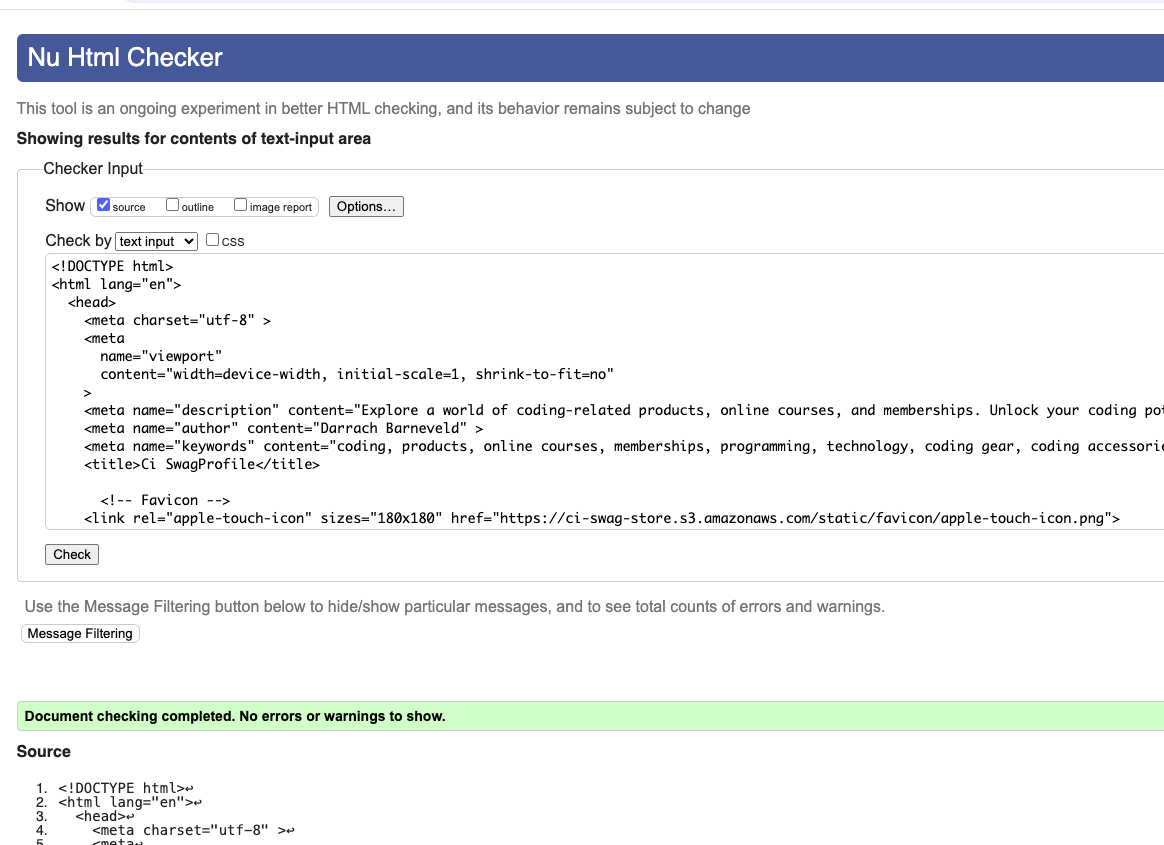 Nu Html Checker
This tool is an ongoing experiment in better HTML checking, and its behavior remains subject to change
Showing results for contents of text-input area
Checker Input
Show source outline image report Options...
Check by text input css
<!DOCTYPE html>
<html lang="en">
  <head>
    <meta charset="utf-8" >
    <meta
      name="viewport"
      content="width=device-width, initial-scale=1, shrink-to-fit=no"
    >
    <meta name="description" content="Explore a world of coding-related products, online courses, and memberships. Unlock your coding
    <meta name="author" content="Darrach Barneveld" >
    <meta name="keywords" content="coding, products, online courses, memberships, programming, technology, coding gear, coding
    <title>Ci SwagProfile</title>
      <!-- Favicon -->
    <link rel="apple-touch-icon" sizes="180x180" href="https://ci-swag-store.s3.amazonaws.com/static/favicon/apple-touch-icon.png">
Check
Use the Message Filtering button below to hide/show particular messages, and to see total counts of errors and warnings.
Message Filtering
Document checking completed. No errors or warnings to show.
Source
1. <!DOCTYPE html>↩
2. <html lang="en">↩
3.   <head>↩
4.     <meta charset="utf-8" >↩
5.     <meta↩